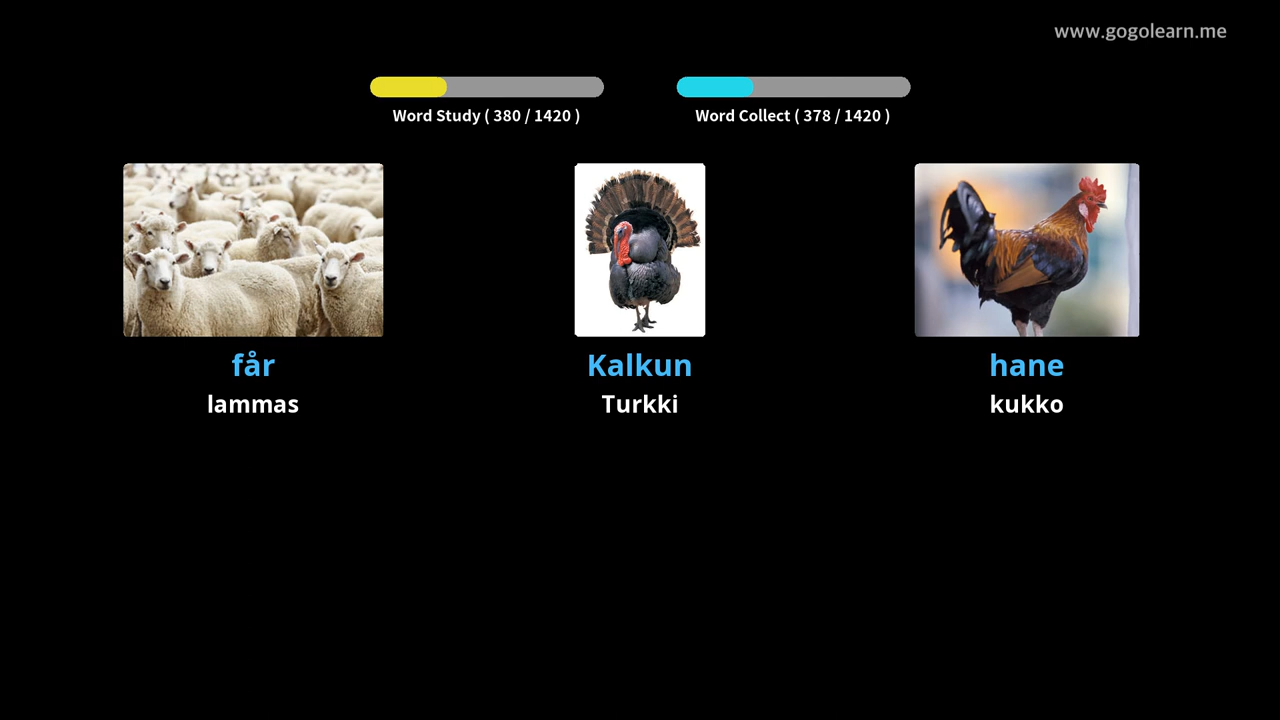 www.gogolearn.me
Word Study ( 380 / 1420 )
Word Collect ( 378 / 1420 )
får
lammas
Kalkun
Turkki
hane
kukko